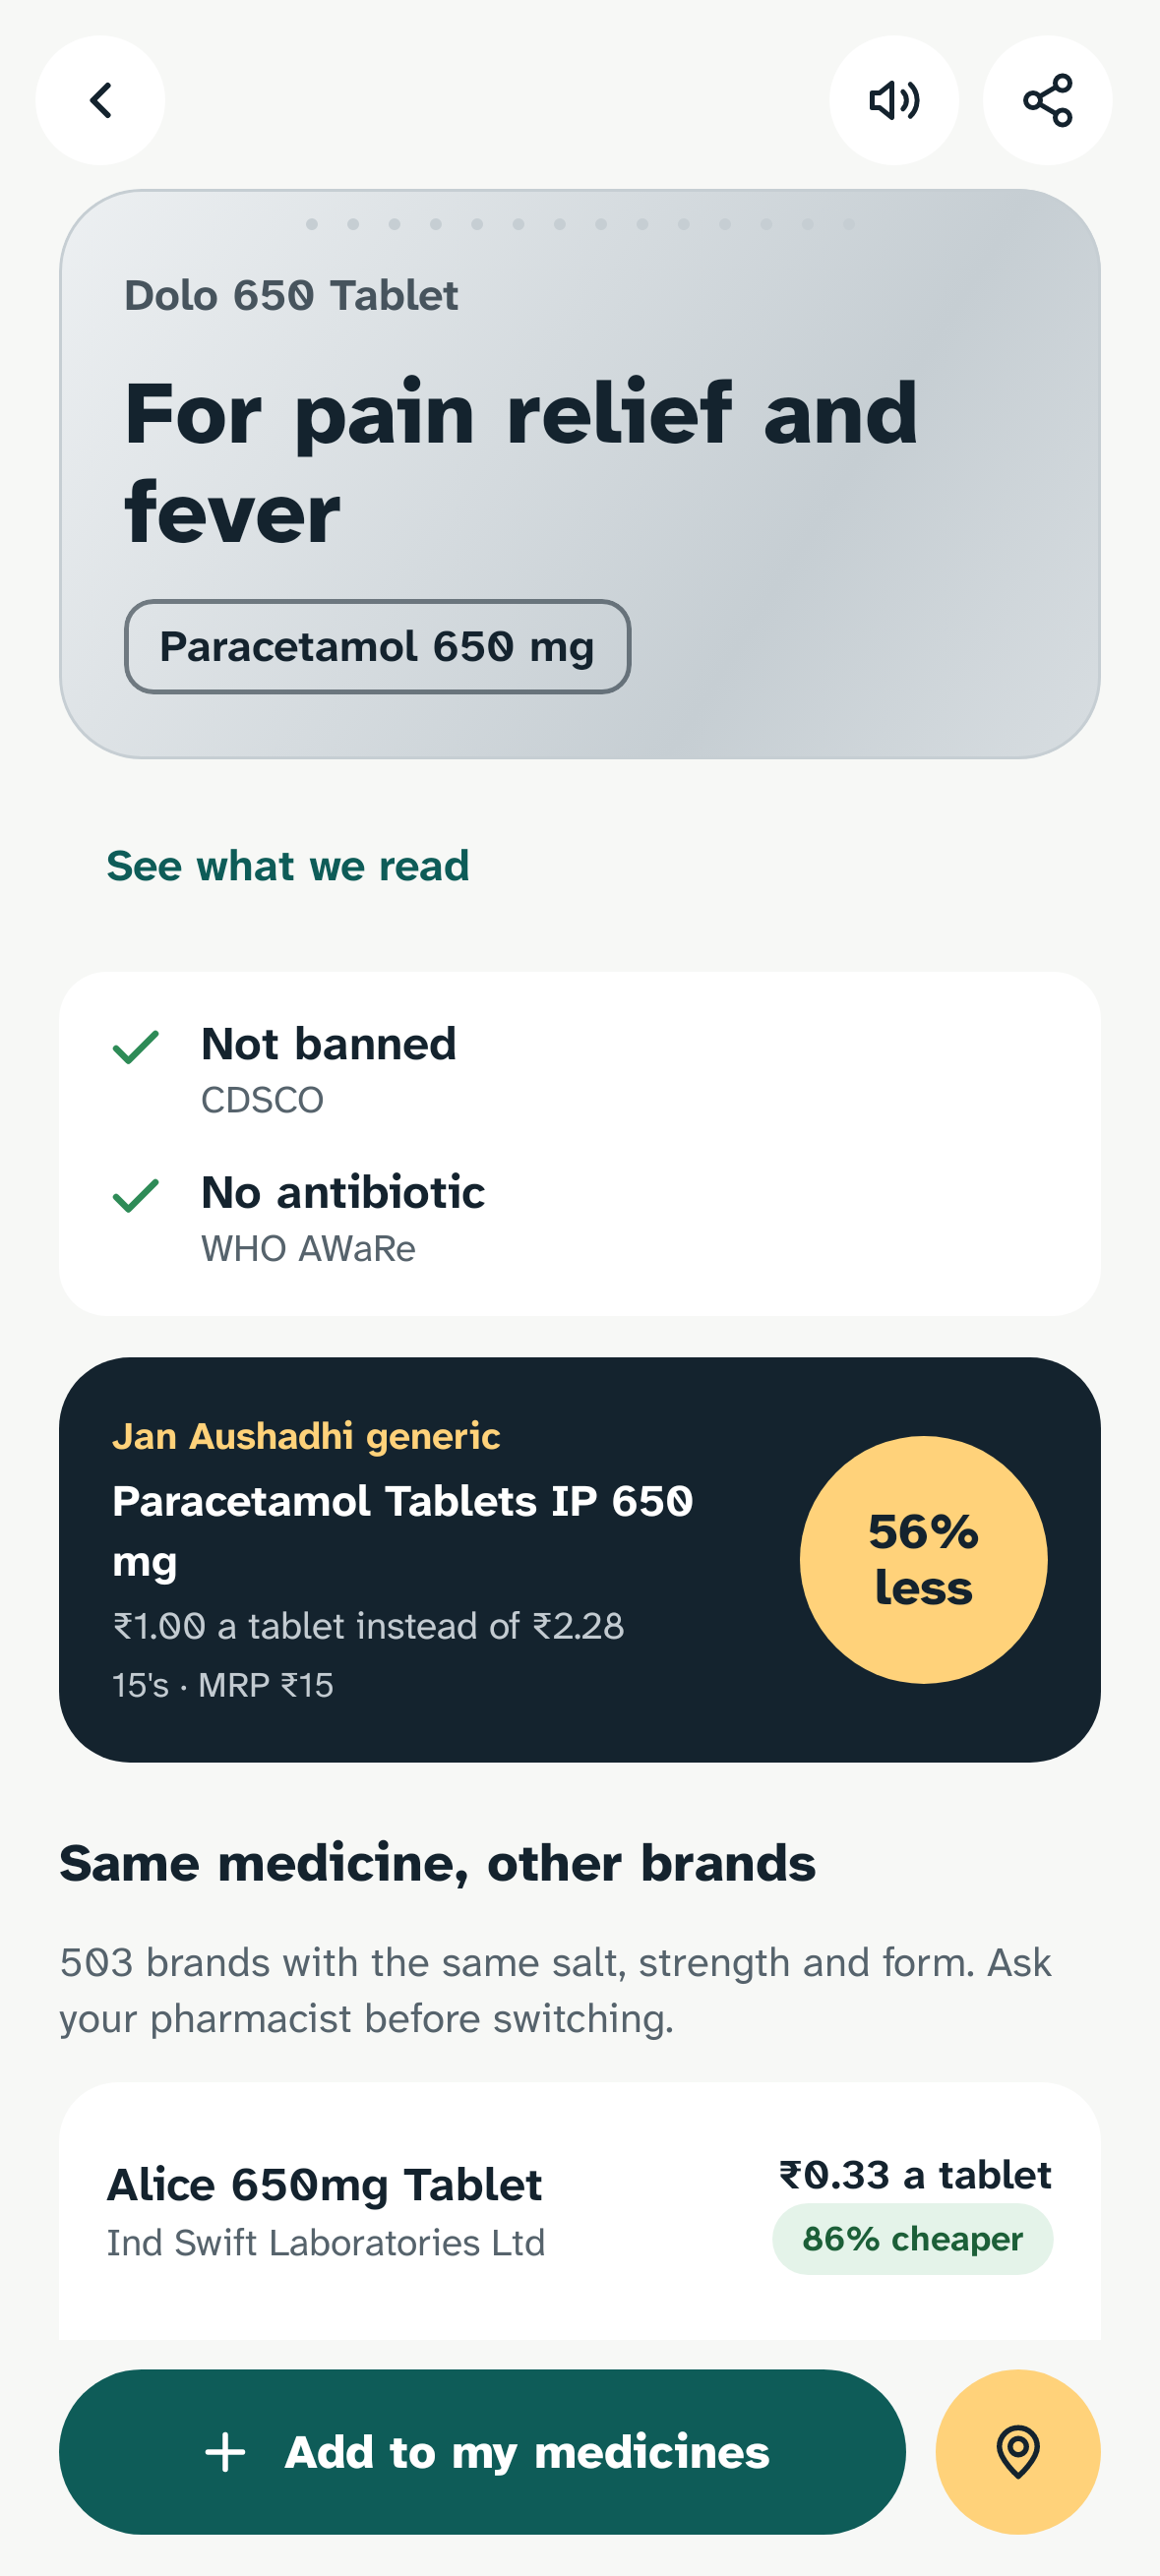 Dolo 650 Tablet
For pain relief and
fever
Paracetamol 650 mg
See what we read
Not banned
CDSCO
No antibiotic
WHO AWaRe
Jan Aushadhi generic
Paracetamol Tablets IP 650
mg
₹1.00 a tablet instead of ₹2.28
15's · MRP ₹15
56%
less
Same medicine, other brands
503 brands with the same salt, strength and form. Ask
your pharmacist before switching.
Alice 650mg Tablet
Ind Swift Laboratories Ltd
₹0.33 a tablet
86% cheaper
Add to my medicines